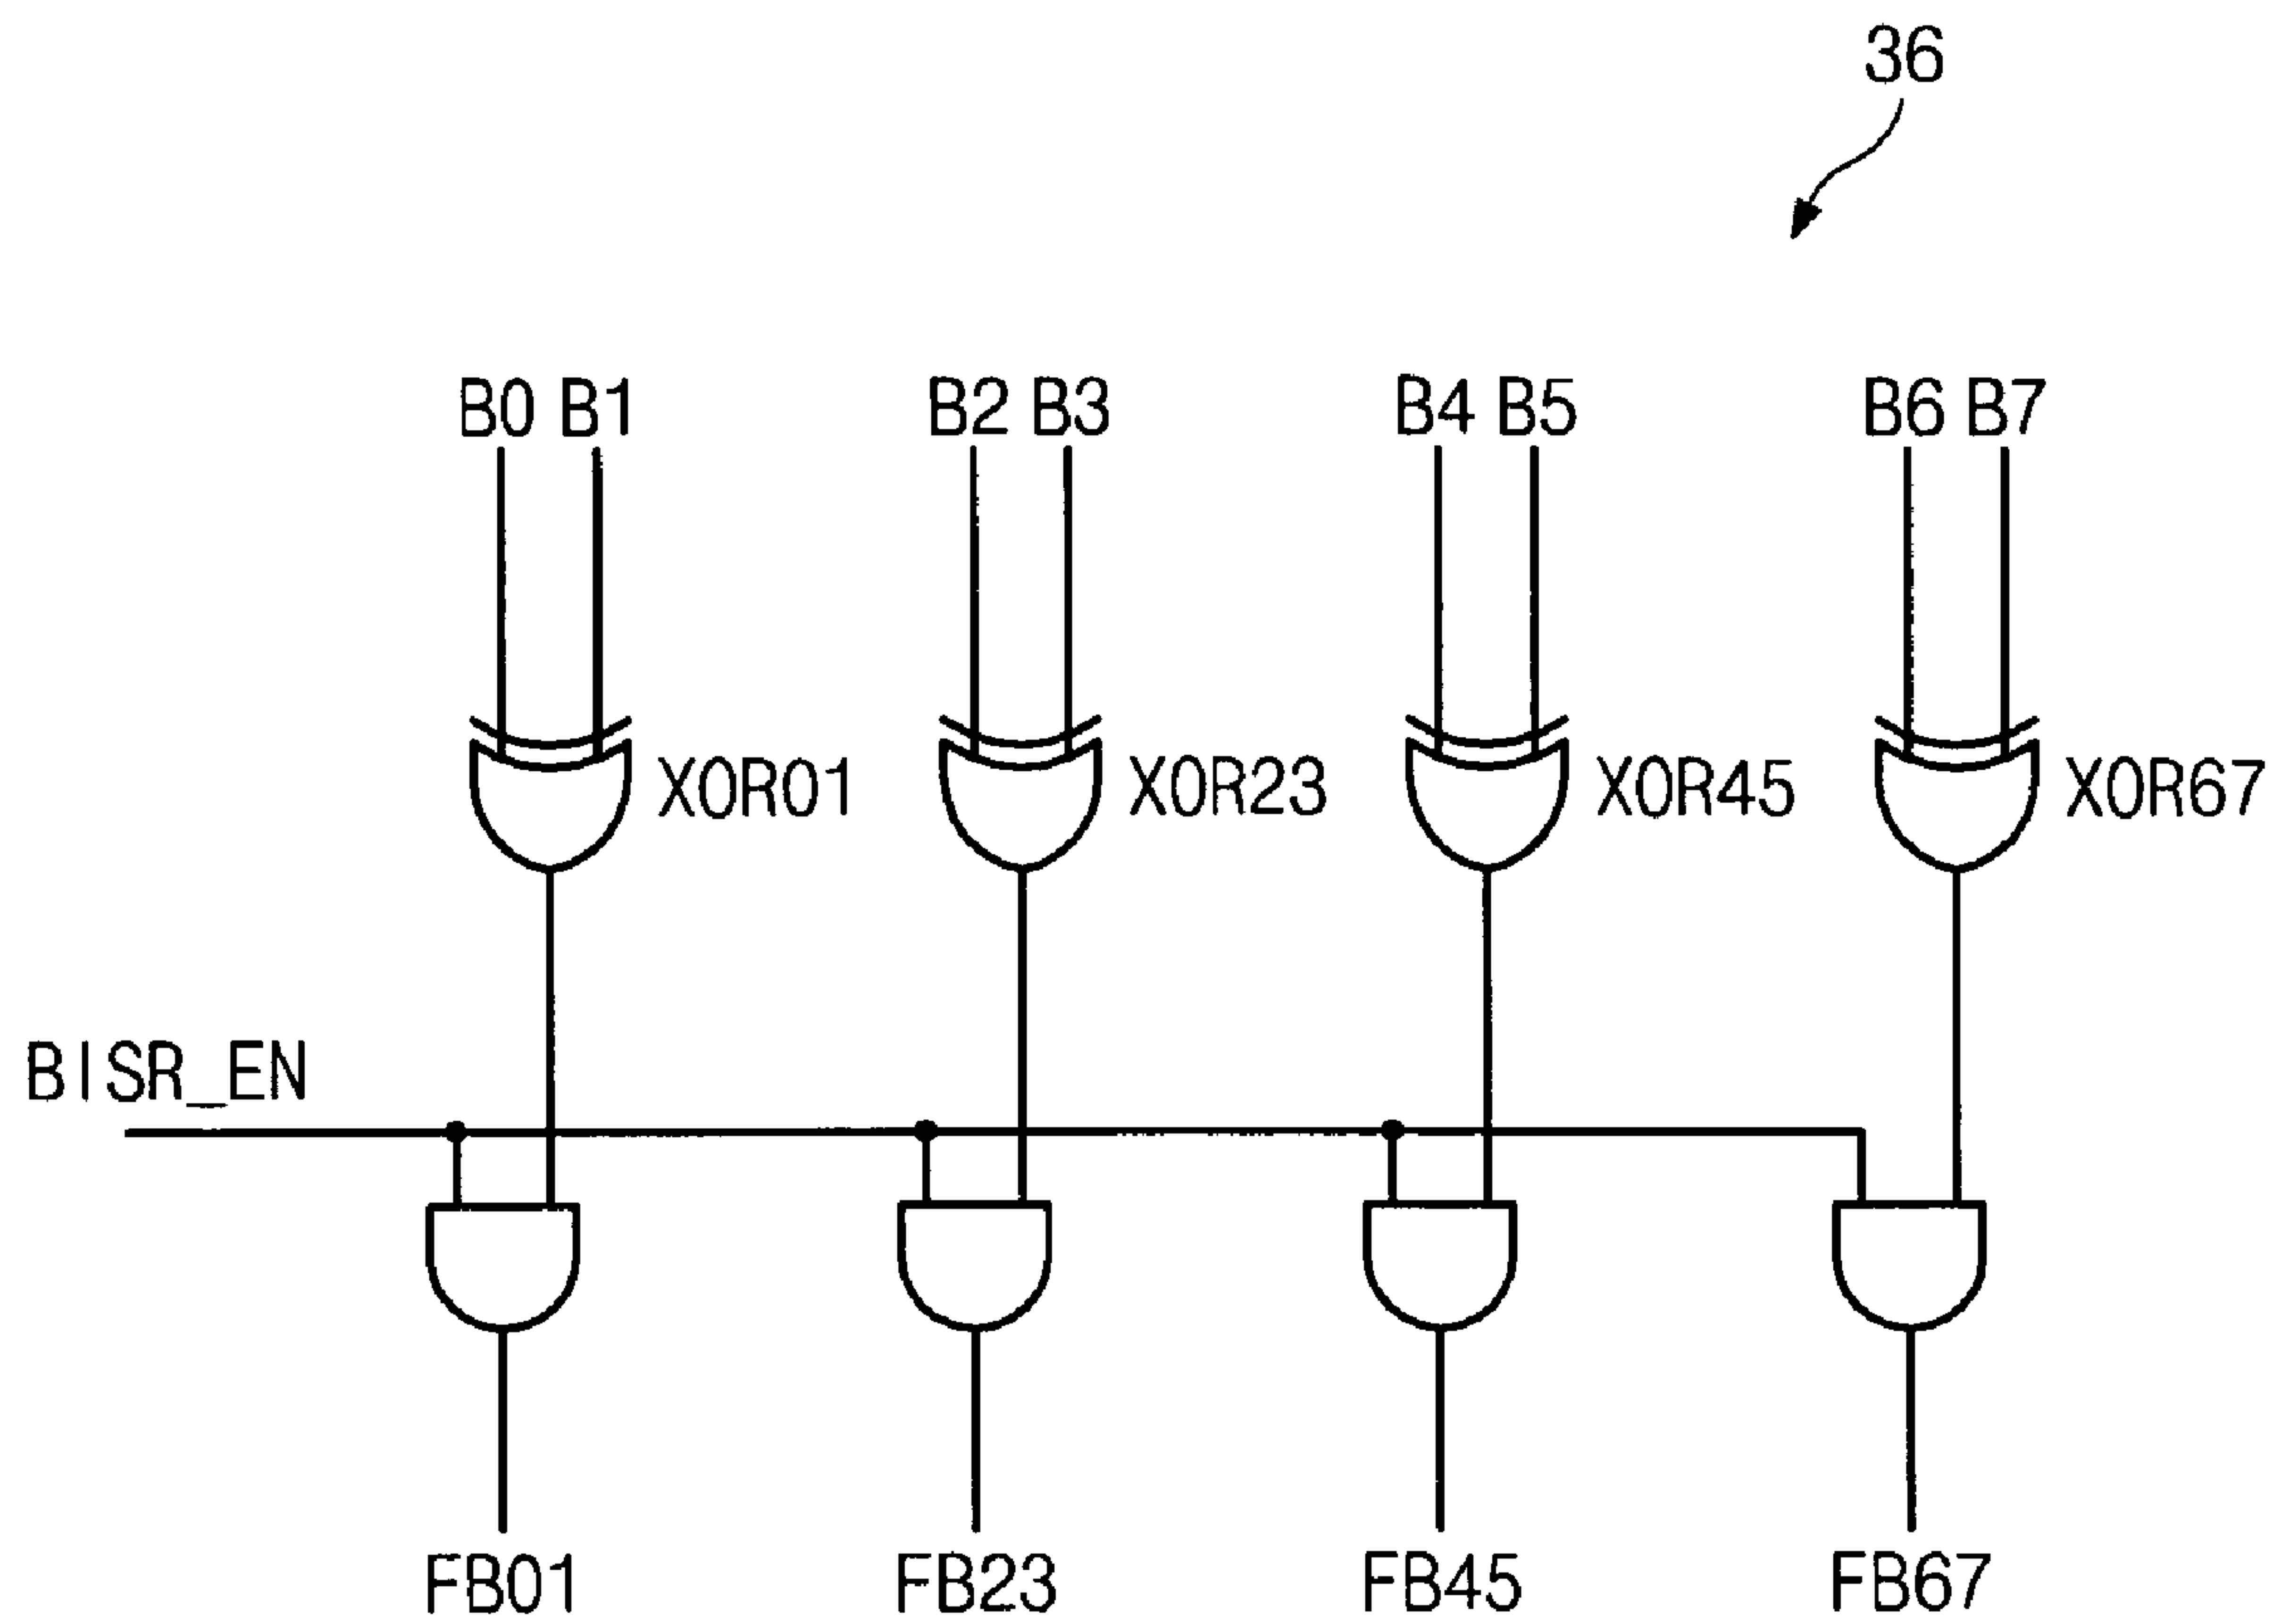 36
B0 B1 B2 B3 B4 B5 B6 B7
XOR01 XOR23 XOR45 XOR67
BISR_EN
FB01 FB23 FB45 FB67